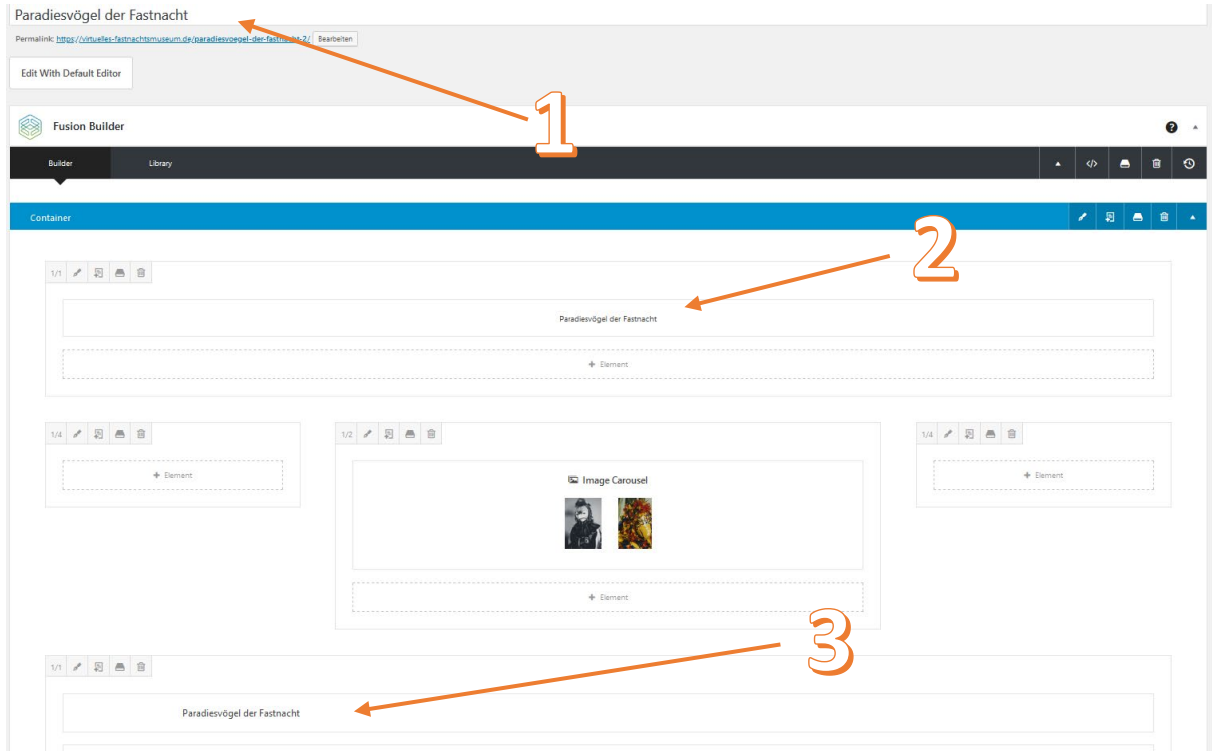 Paradiesvögel der Fastnacht
Permalink: https://virtuelles-fastnachtsmuseum.de/paradiesvoegel-der-fastnacht-2/ Bearbeiten
Edit With Default Editor
1
Fusion Builder
Builder Library
Container
2
1/1
Paradiesvögel der Fastnacht
+ Element
1/4 1/2 1/4
+ Element Image Carousel + Element
+ Element
3
1/1
Paradiesvögel der Fastnacht